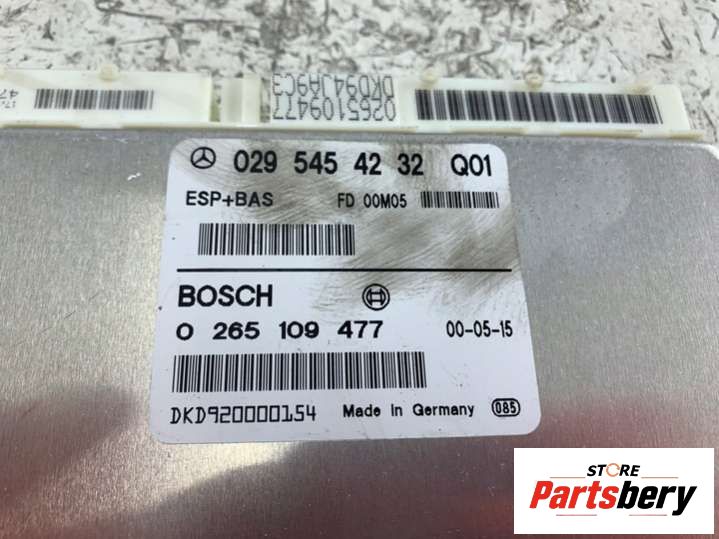 0265109477
DKD94JA9C3
029 545 42 32 Q01
ESP+BAS FD 00M05
BOSCH
0 265 109 477 00-05-15
DKD920000154 Made in Germany 085
STORE
Partsbery